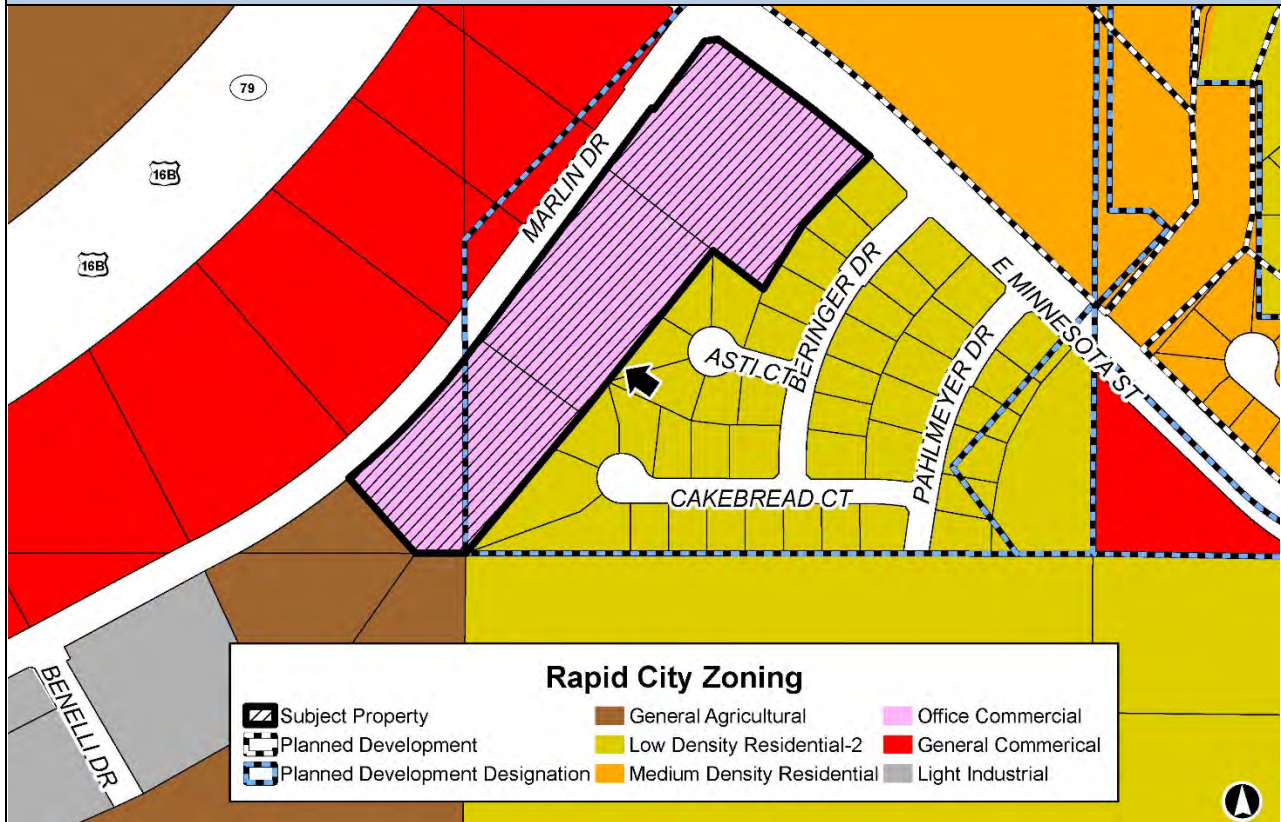 79
16B
16B
MARLIN DR
BERINGER DR
ASTI CT
E MINNESOTA ST
PAHLMEYER DR
CAKEBREAD CT
BENELLI DR
Rapid City Zoning
Subject Property
Planned Development
Planned Development Designation
General Agricultural
Low Density Residential-2
Medium Density Residential
Office Commercial
General Commerical
Light Industrial